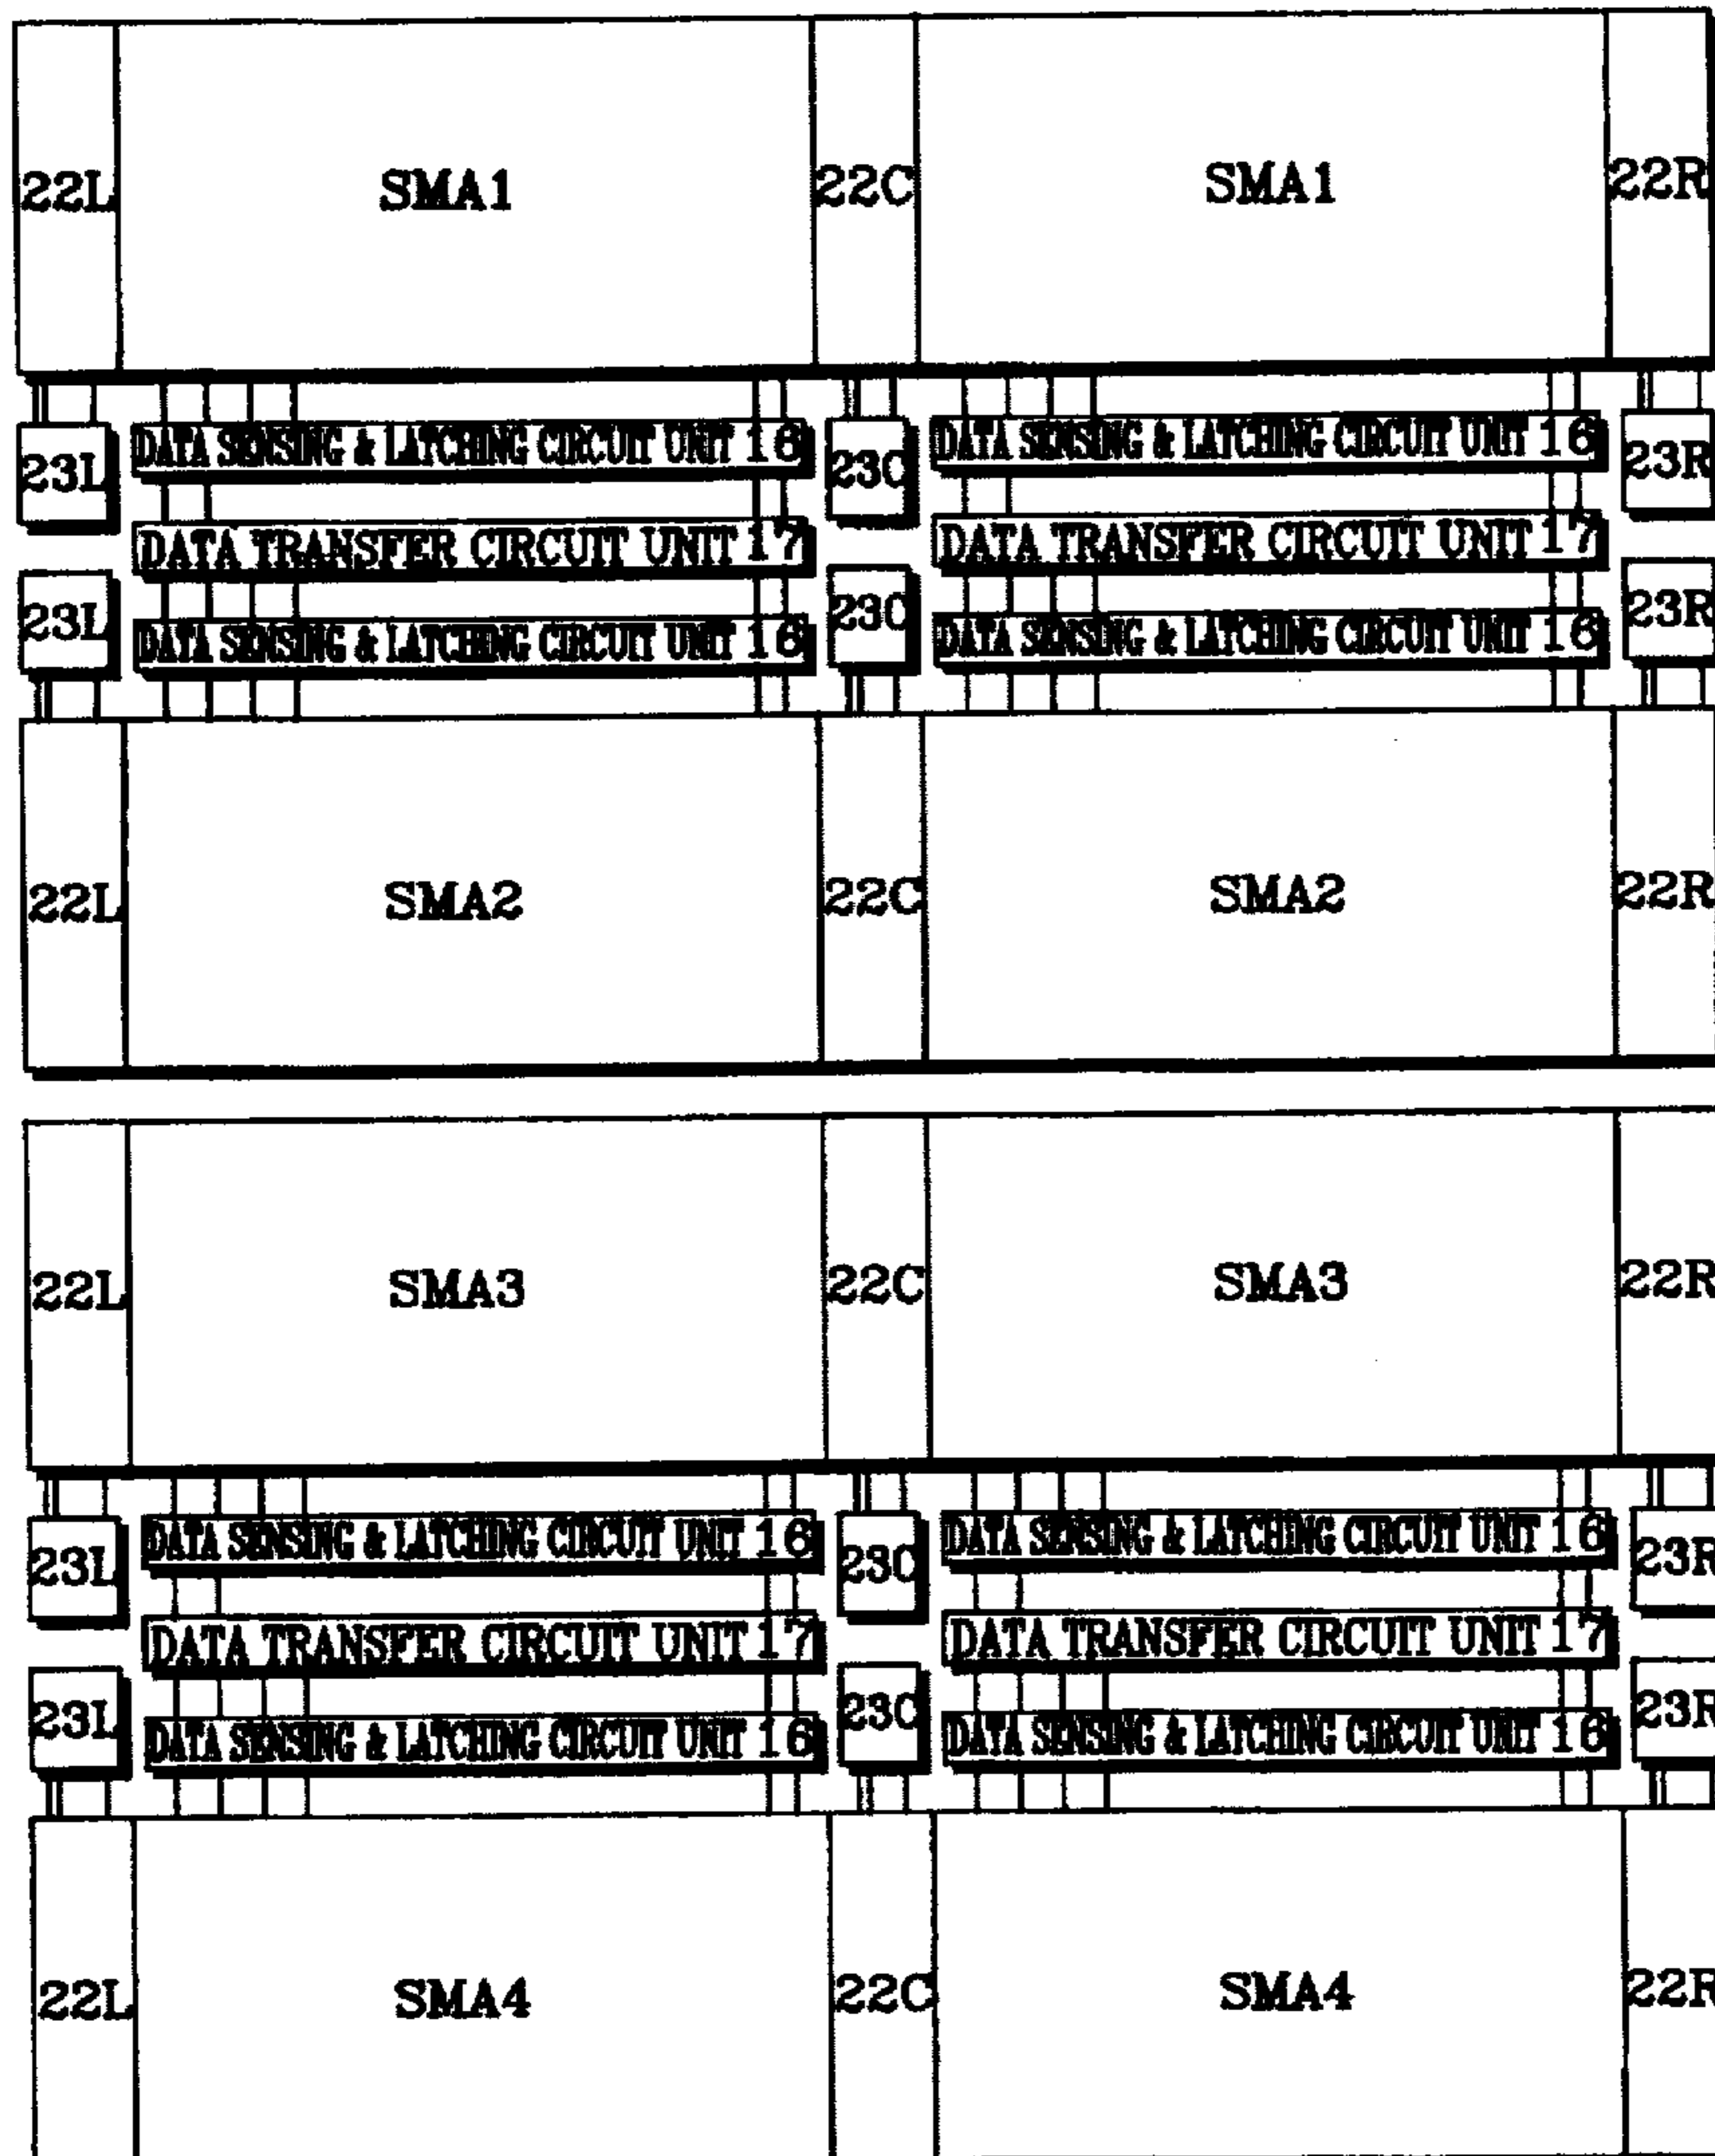 22L SMA1 22C SMA1 22R
DATA SENSING & LATCHING CIRCUIT UNIT 16 DATA SENSING & LATCHING CIRCUIT UNIT 16
23L 23C 23R
DATA TRANSFER CIRCUIT UNIT 17 DATA TRANSFER CIRCUIT UNIT 17
23L 23C 23R
DATA SENSING & LATCHING CIRCUIT UNIT 16 DATA SENSING & LATCHING CIRCUIT UNIT 16
22L SMA2 22C SMA2 22R
22L SMA3 22C SMA3 22R
DATA SENSING & LATCHING CIRCUIT UNIT 16 DATA SENSING & LATCHING CIRCUIT UNIT 16
23L 23C 23R
DATA TRANSFER CIRCUIT UNIT 17 DATA TRANSFER CIRCUIT UNIT 17
23L 23C 23R
DATA SENSING & LATCHING CIRCUIT UNIT 16 DATA SENSING & LATCHING CIRCUIT UNIT 16
22L SMA4 22C SMA4 22R